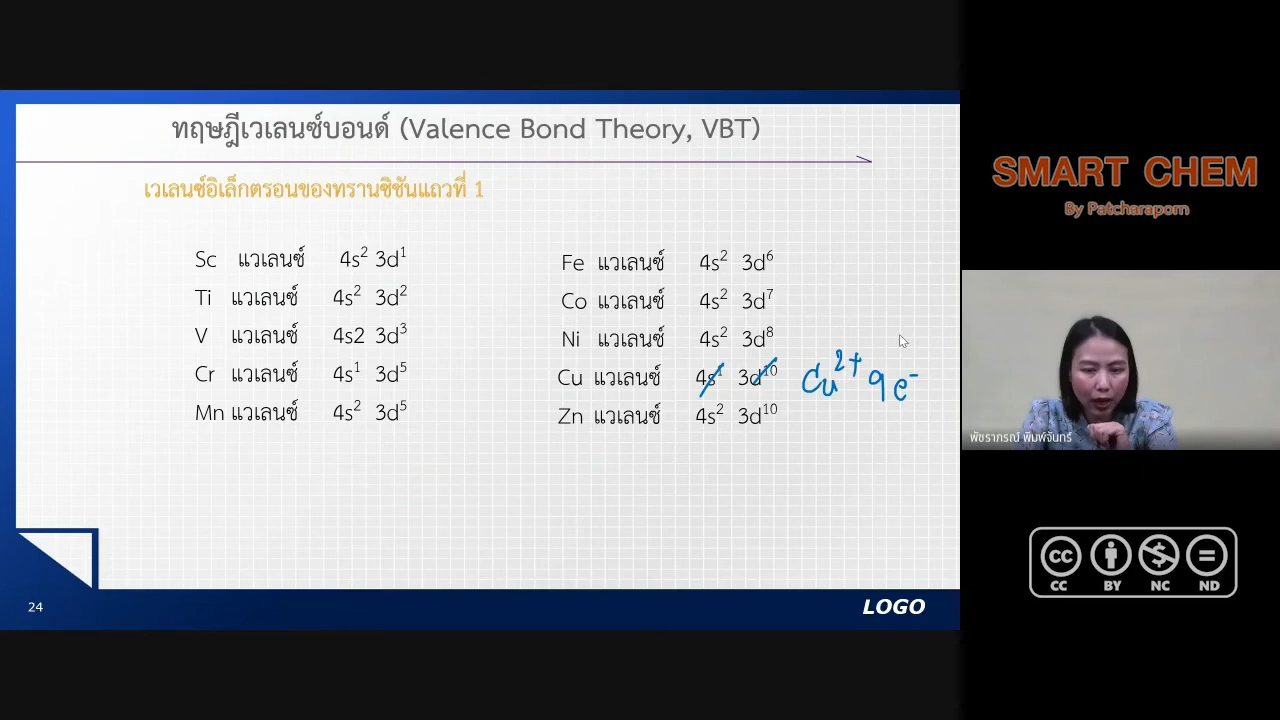 ทฤษฎีเวเลนซ์บอนด์ (Valence Bond Theory, VBT)
เวเลนซ์อิเล็กตรอนของทรานซิชันแถวที่ 1
Sc แวเลนซ์ 4s² 3d¹
Ti แวเลนซ์ 4s² 3d²
V แวเลนซ์ 4s2 3d³
Cr แวเลนซ์ 4s¹ 3d⁵
Mn แวเลนซ์ 4s² 3d⁵
Fe แวเลนซ์ 4s² 3d⁶
Co แวเลนซ์ 4s² 3d⁷
Ni แวเลนซ์ 4s² 3d⁸
Cu แวเลนซ์ 4s¹ 3d¹⁰ Cu²⁺ 9e⁻
Zn แวเลนซ์ 4s² 3d¹⁰
24
LOGO
SMART CHEM
By Patcharaporn
พัชราภรณ์ พิมพ์จันทร์
CC BY NC ND